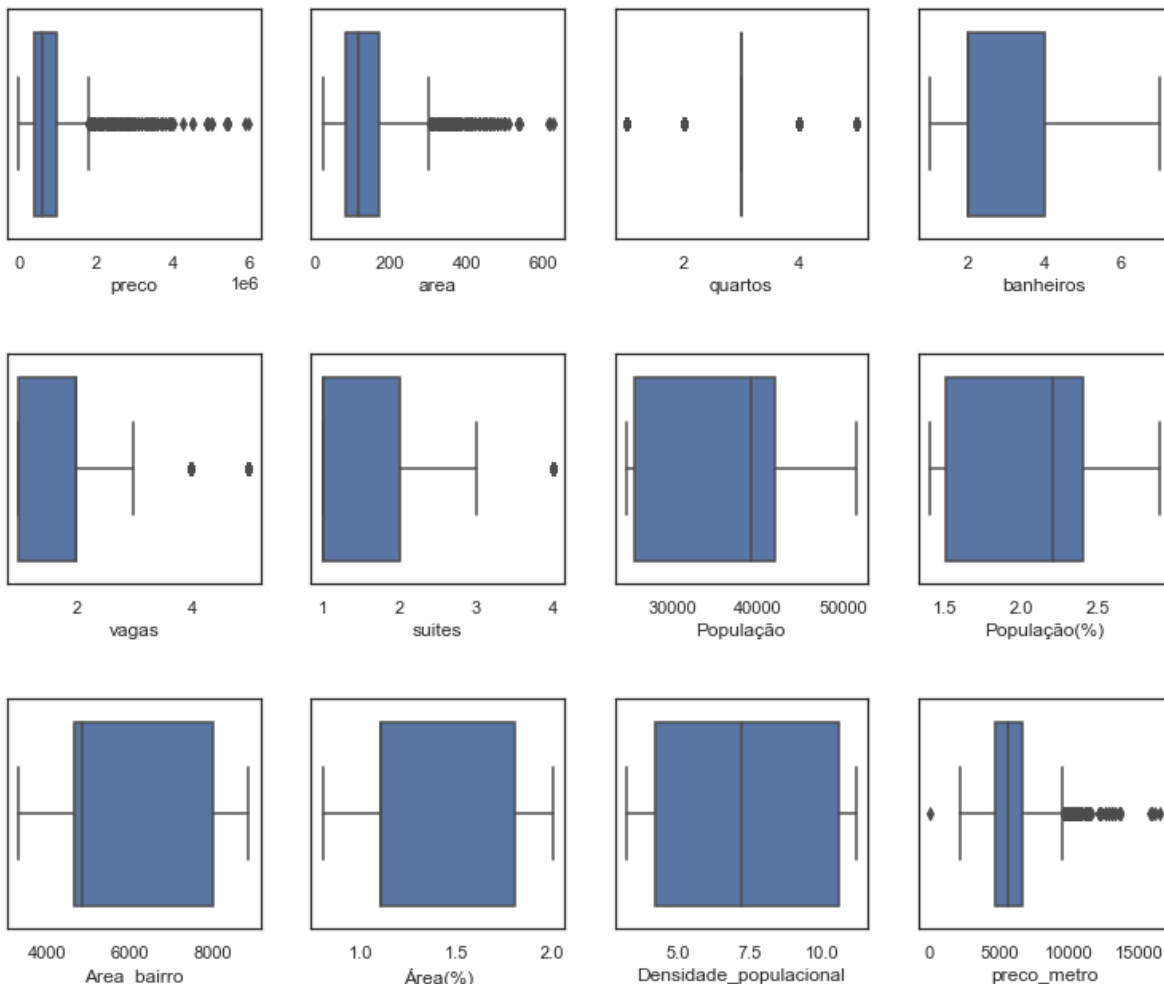 0 2 4 6
preco 1e6
0 200 400 600
area
2 4
quartos
2 4 6
banheiros
2 4
vagas
1 2 3 4
suites
30000 40000 50000
População
1.5 2.0 2.5
População(%)
4000 6000 8000
Area_bairro
1.0 1.5 2.0
Área(%)
5.0 7.5 10.0
Densidade_populacional
0 5000 10000 15000
preco_metro